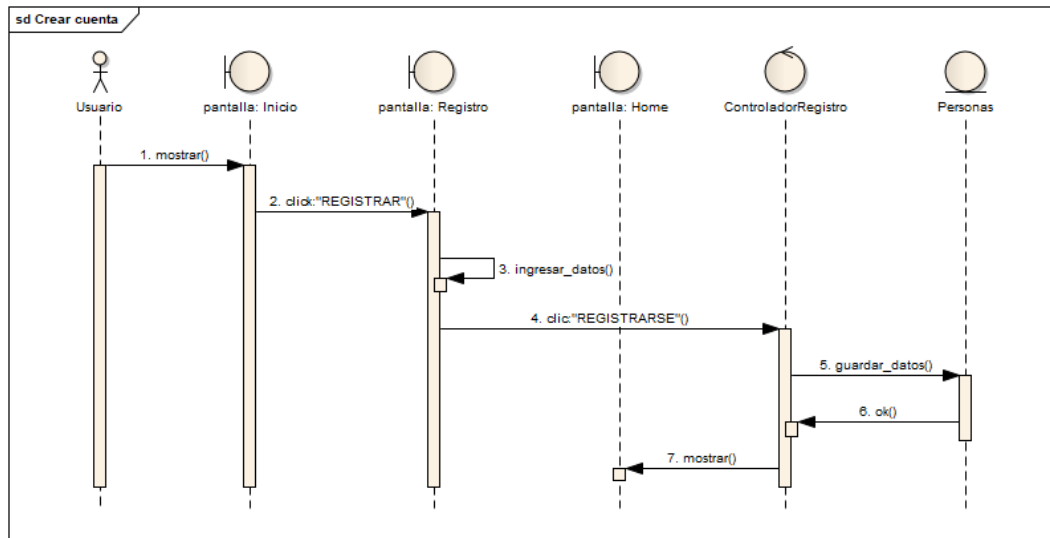 sd Crear cuenta
Usuario
pantalla: Inicio
pantalla: Registro
pantalla: Home
ControladorRegistro
Personas
1. mostrar()
2. click:"REGISTRAR"()
3. ingresar_datos()
4. clic:"REGISTRARSE"()
5. guardar_datos()
6. ok()
7. mostrar()